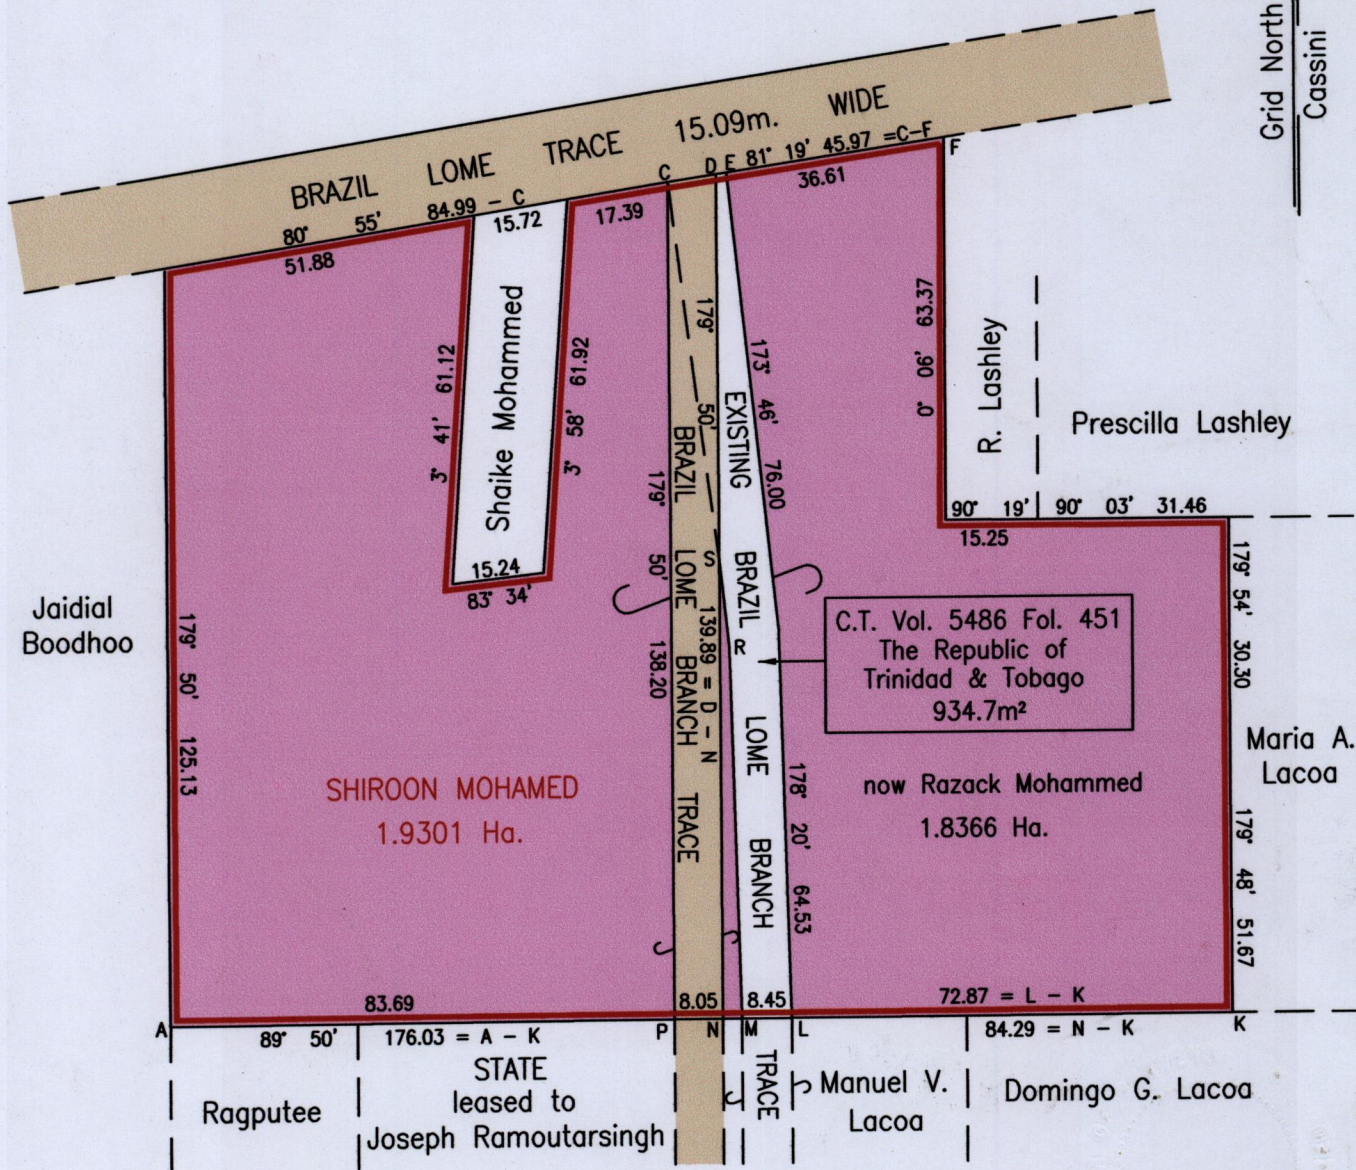 Grid North
Cassini
BRAZIL LOME TRACE 15.09m. WIDE
80° 55' 84.99 - C
51.88
15.72
17.39
C
D
E
81° 19' 45.97 =C-F
36.61
F
3° 41' 61.12
Shaike Mohammed
3° 58' 61.92
15.24
83° 34'
179° 50' 138.20
BRAZIL LOME BRANCH TRACE
179° 50' 139.89 = D - N
S
EXISTING BRAZIL LOME BRANCH TRACE
R
173° 46' 76.00
178° 20' 64.53
0° 06' 63.37
R. Lashley
Prescilla Lashley
90° 19'
15.25
90° 03' 31.46
179° 54' 30.30
179° 48' 51.67
Jaidial
Boodhoo
179° 50' 125.13
C.T. Vol. 5486 Fol. 451
The Republic of
Trinidad & Tobago
934.7m²
Maria A.
Lacoa
SHIROON MOHAMED
1.9301 Ha.
now Razack Mohammed
1.8366 Ha.
83.69
8.05
8.45
72.87 = L - K
A
89° 50'
176.03 = A - K
P
N
M
L
84.29 = N - K
K
Ragputee
STATE
leased to
Joseph Ramoutarsingh
Manuel V.
Lacoa
Domingo G. Lacoa